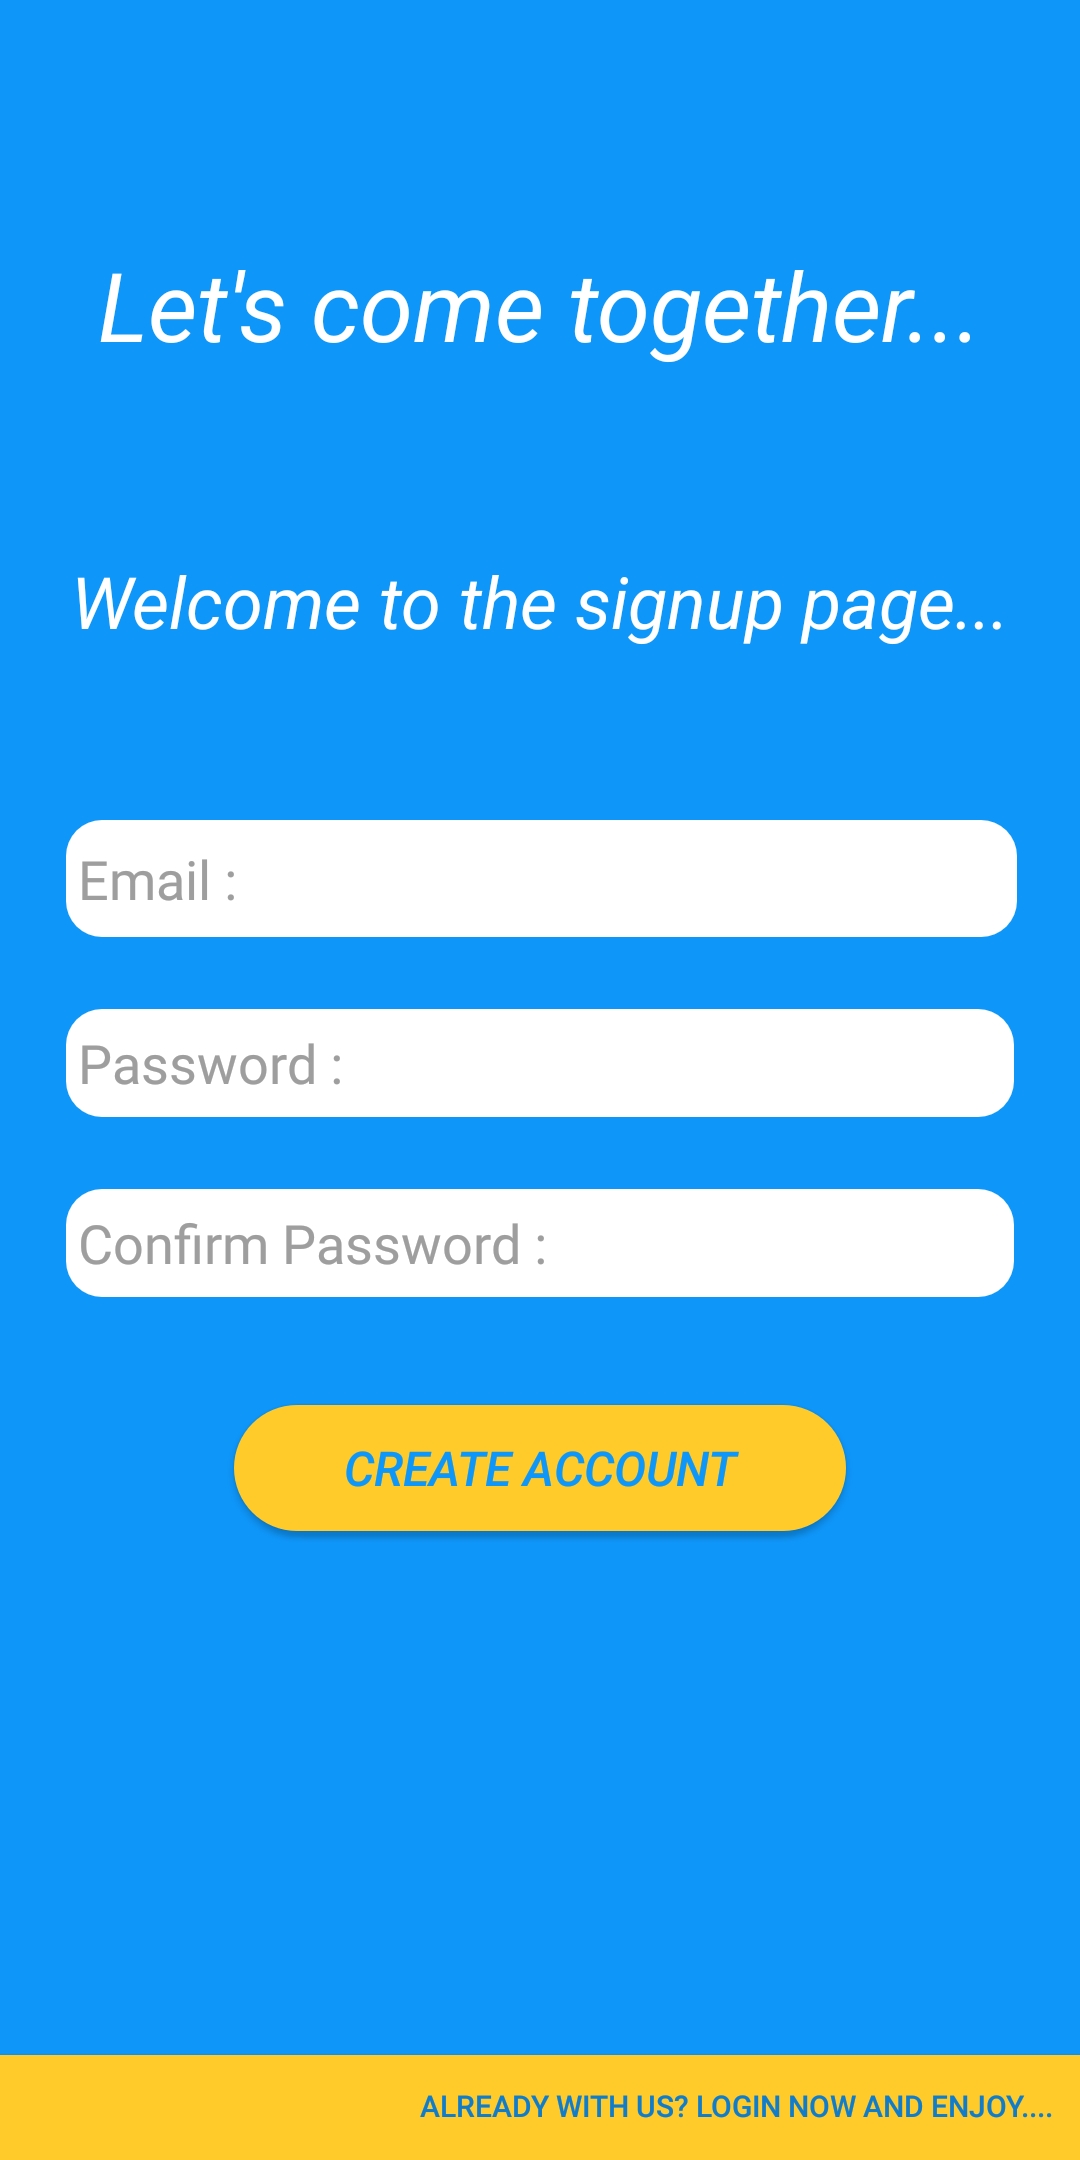 Let's come together...
Welcome to the signup page...
Email :
Password :
Confirm Password :
CREATE ACCOUNT
ALREADY WITH US? LOGIN NOW AND ENJOY....